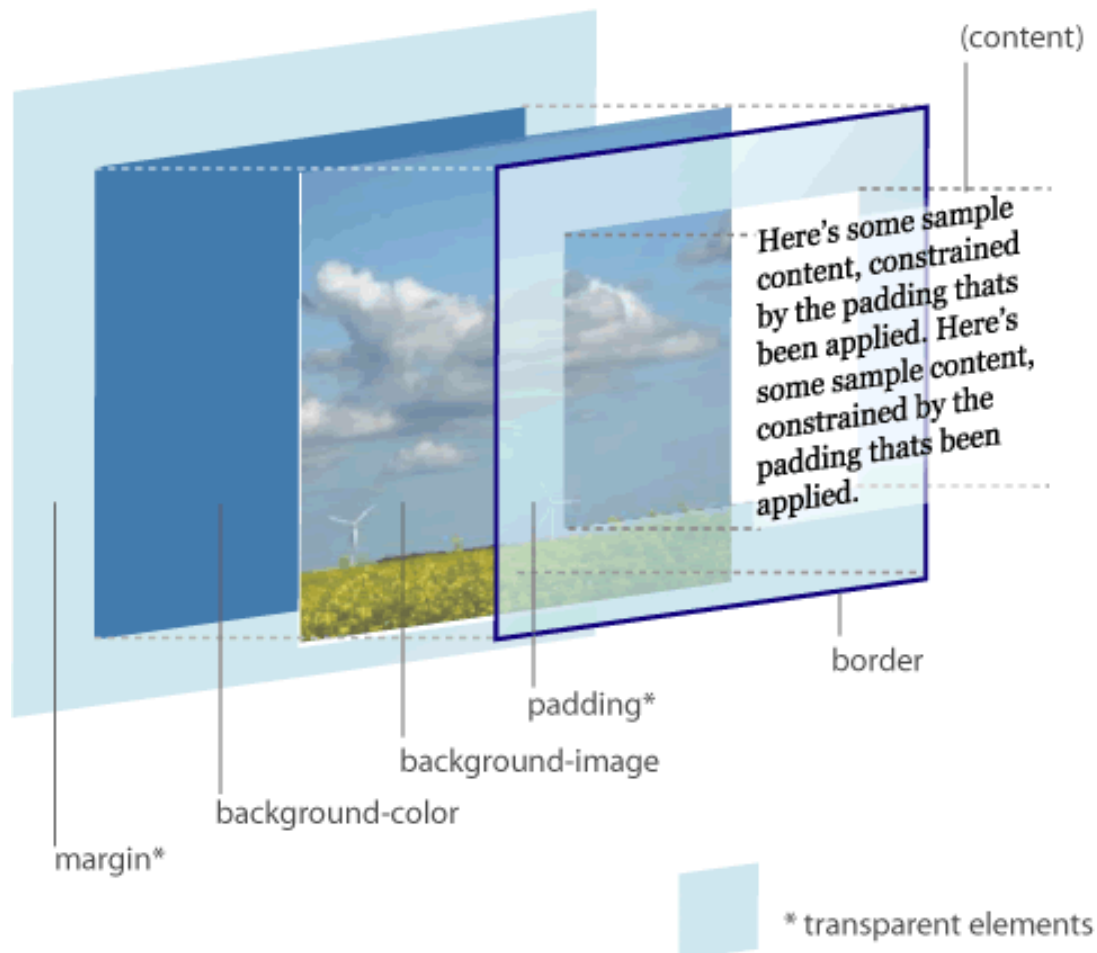 (content)
Here's some sample
content, constrained
by the padding thats
been applied. Here's
some sample content,
constrained by the
padding thats been
applied.
border
padding*
background-image
background-color
margin*
* transparent elements